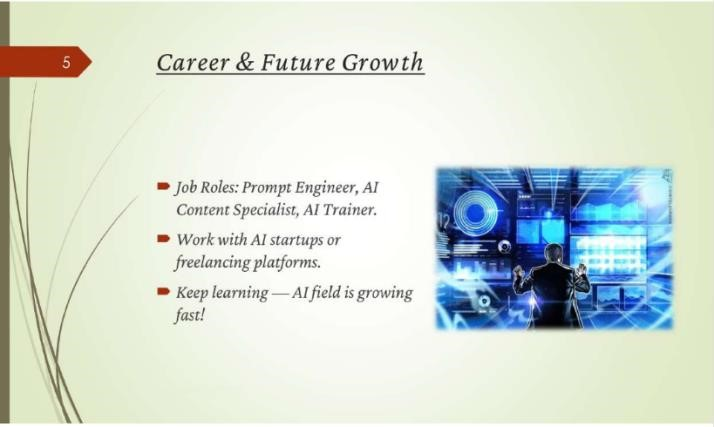 5
Career & Future Growth
Job Roles: Prompt Engineer, AI
Content Specialist, AI Trainer.
Work with AI startups or
freelancing platforms.
Keep learning — AI field is growing
fast!